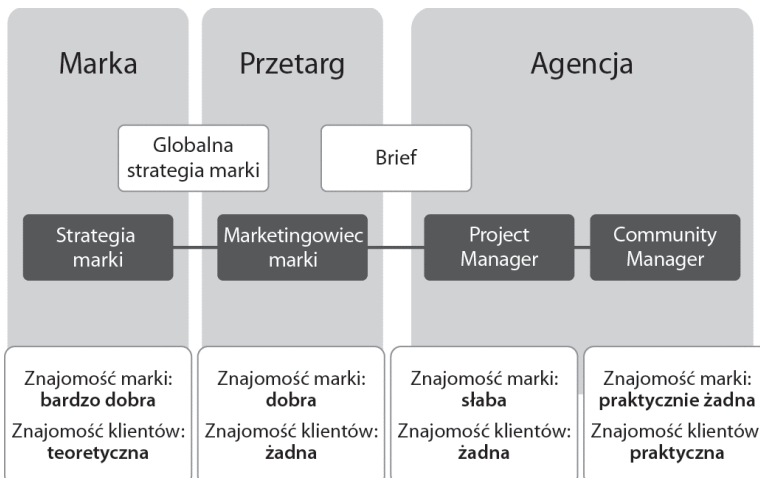 Marka
Przetarg
Agencja
Globalna
strategia marki
Brief
Strategia
marki
Marketingowiec
marki
Project
Manager
Community
Manager
Znajomość marki:
bardzo dobra
Znajomość klientów:
teoretyczna
Znajomość marki:
dobra
Znajomość klientów:
żadna
Znajomość marki:
słaba
Znajomość klientów:
żadna
Znajomość marki:
praktycznie żadna
Znajomość klientów
praktyczna